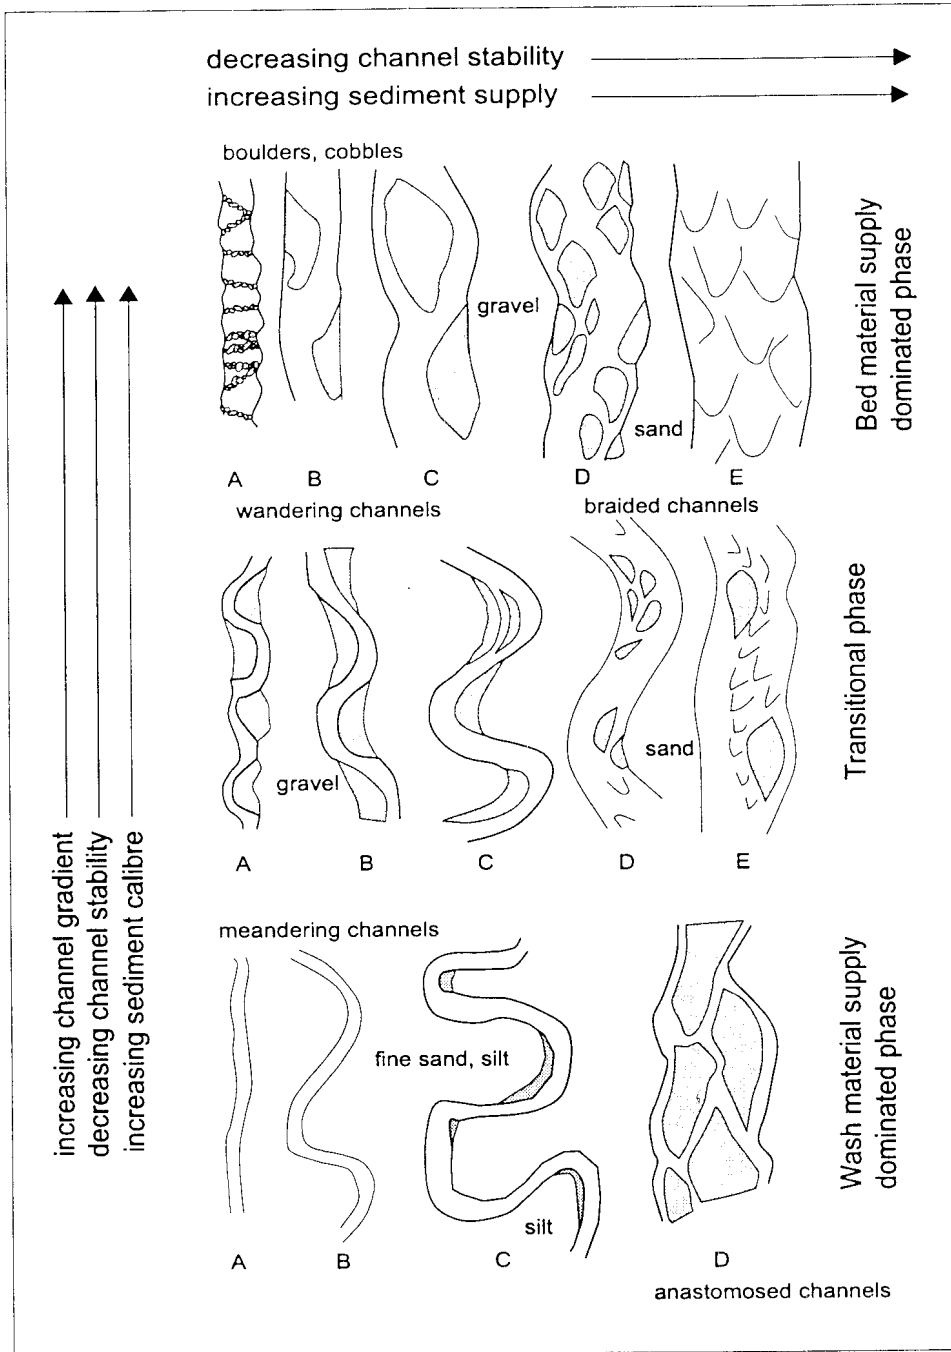 decreasing channel stability
increasing sediment supply
boulders, cobbles
gravel
sand
A B C D E
wandering channels braided channels
Bed material supply
dominated phase
gravel
sand
A B C D E
Transitional phase
increasing channel gradient
decreasing channel stability
increasing sediment calibre
meandering channels
fine sand, silt
silt
A B C D
anastomosed channels
Wash material supply
dominated phase